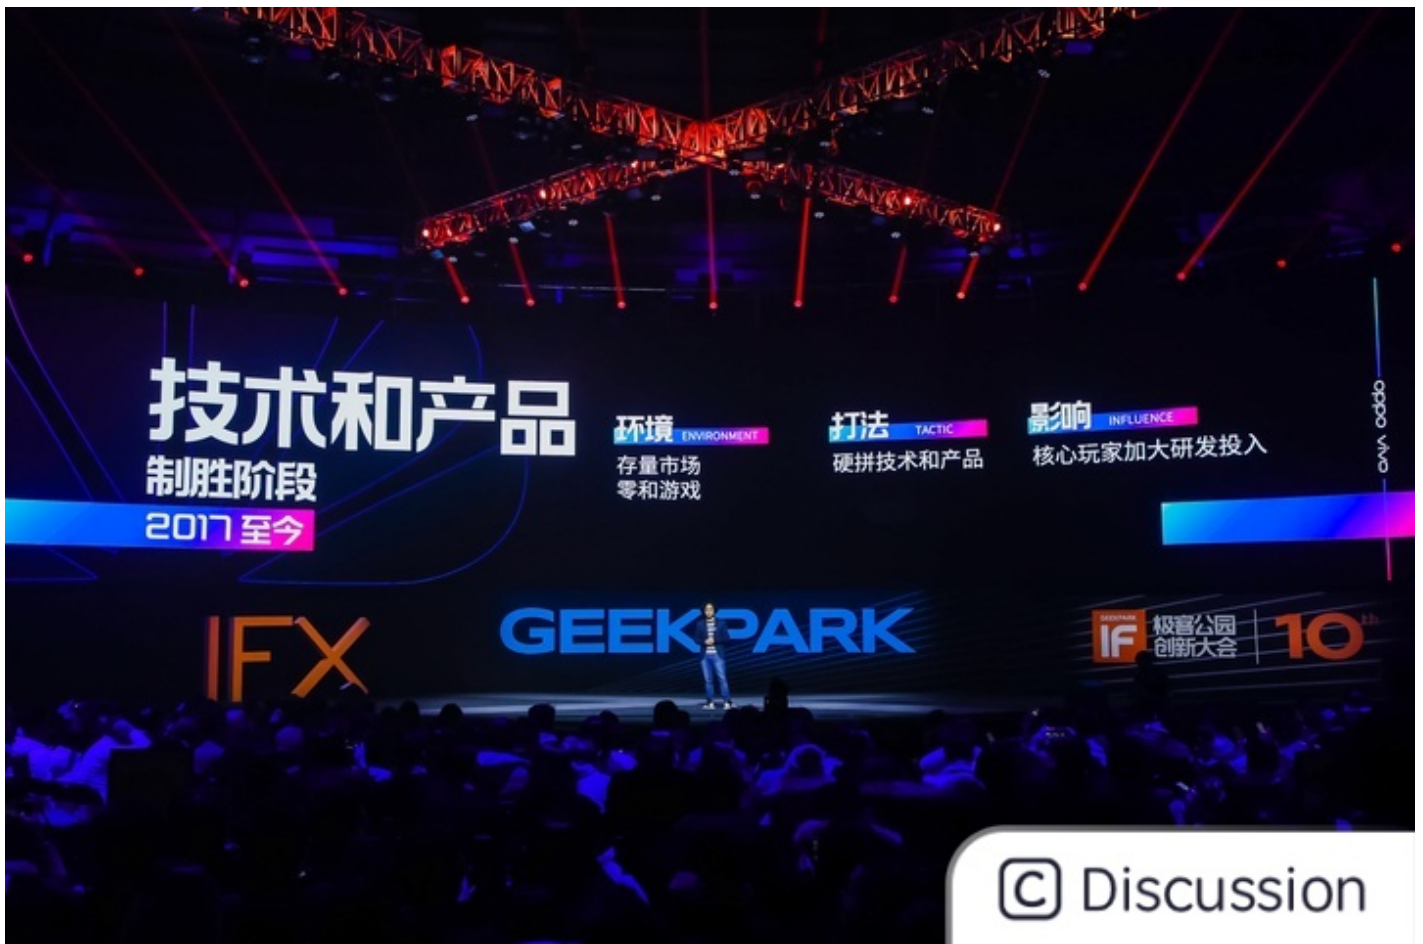 技术和产品
制胜阶段
2017 至今
环境 ENVIRONMENT
存量市场
零和游戏
打法 TACTIC
硬拼技术和产品
影响 INFLUENCE
核心玩家加大研发投入
IFX
GEEKPARK
GEEKPARK
IF
极客公园
创新大会
10th
C Discussion